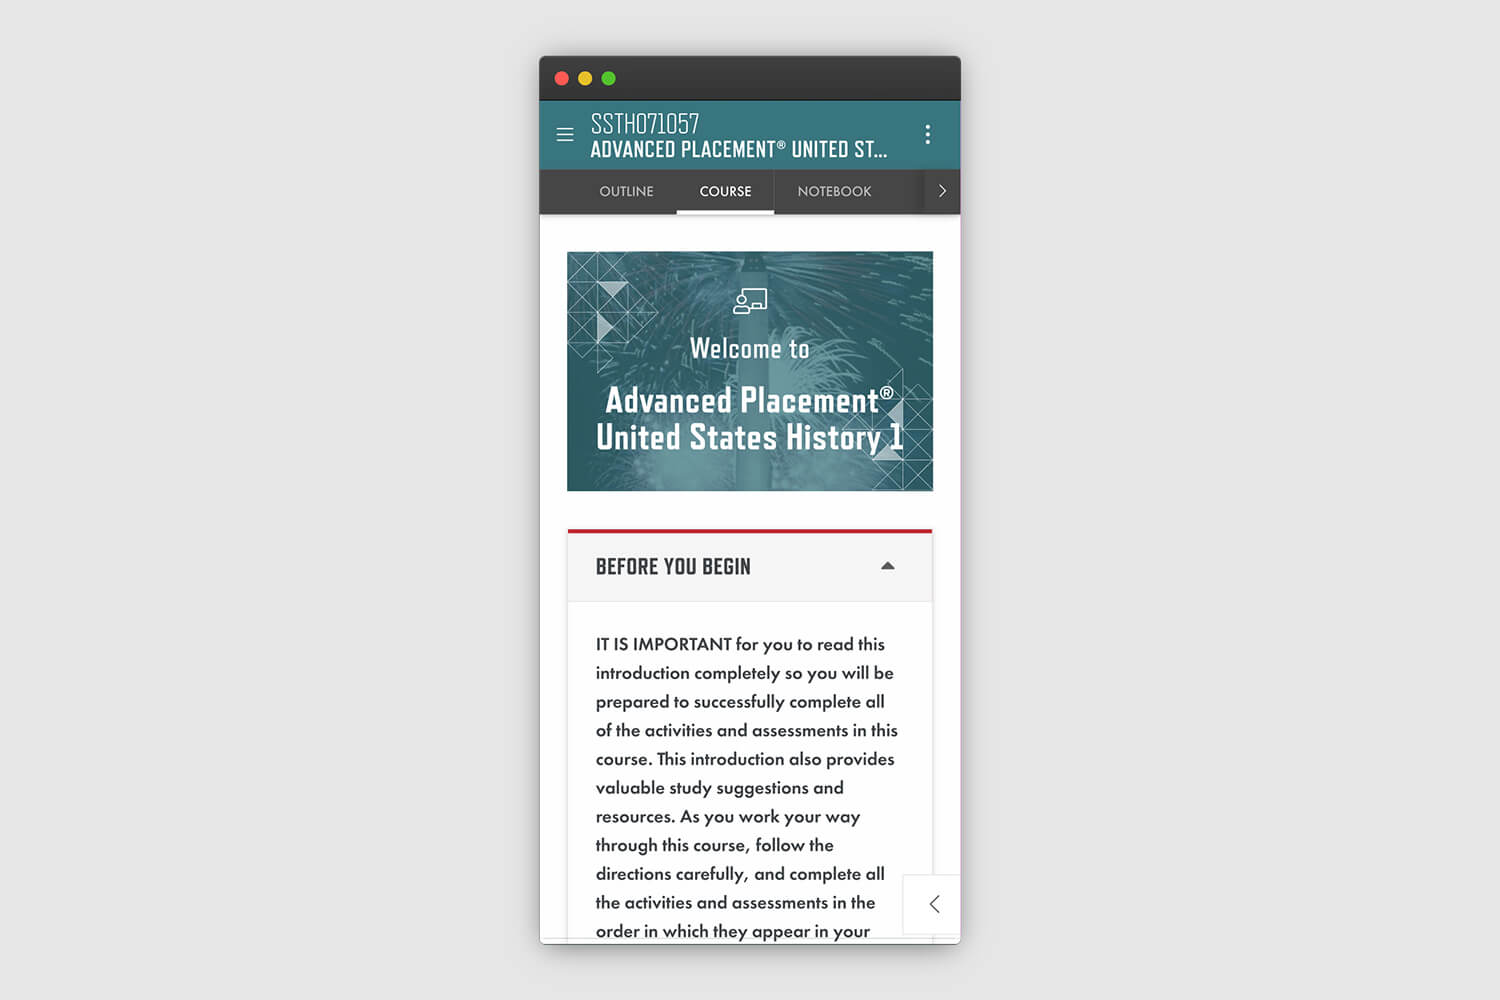 SSTH071057
ADVANCED PLACEMENT® UNITED ST...
OUTLINE
COURSE
NOTEBOOK
Welcome to
Advanced Placement®
United States History 1
BEFORE YOU BEGIN
IT IS IMPORTANT for you to read this
introduction completely so you will be
prepared to successfully complete all
of the activities and assessments in this
course. This introduction also provides
valuable study suggestions and
resources. As you work your way
through this course, follow the
directions carefully, and complete all
the activities and assessments in the
order in which they appear in your